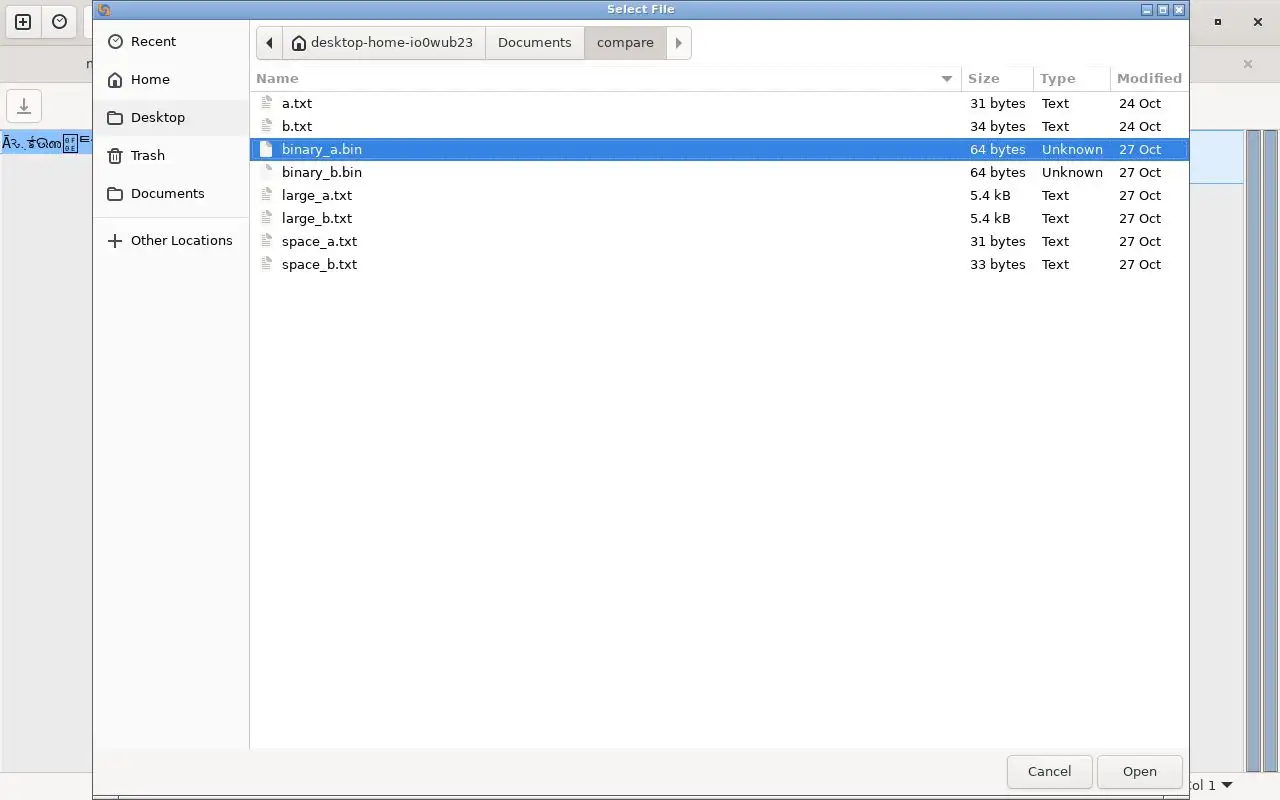 Select File
Recent
Home
Desktop
Trash
Documents
Other Locations
desktop-home-io0wub23 Documents compare
Name Size Type Modified
a.txt 31 bytes Text 24 Oct
b.txt 34 bytes Text 24 Oct
binary_a.bin 64 bytes Unknown 27 Oct
binary_b.bin 64 bytes Unknown 27 Oct
large_a.txt 5.4 kB Text 27 Oct
large_b.txt 5.4 kB Text 27 Oct
space_a.txt 31 bytes Text 27 Oct
space_b.txt 33 bytes Text 27 Oct
Cancel Open
Col 1